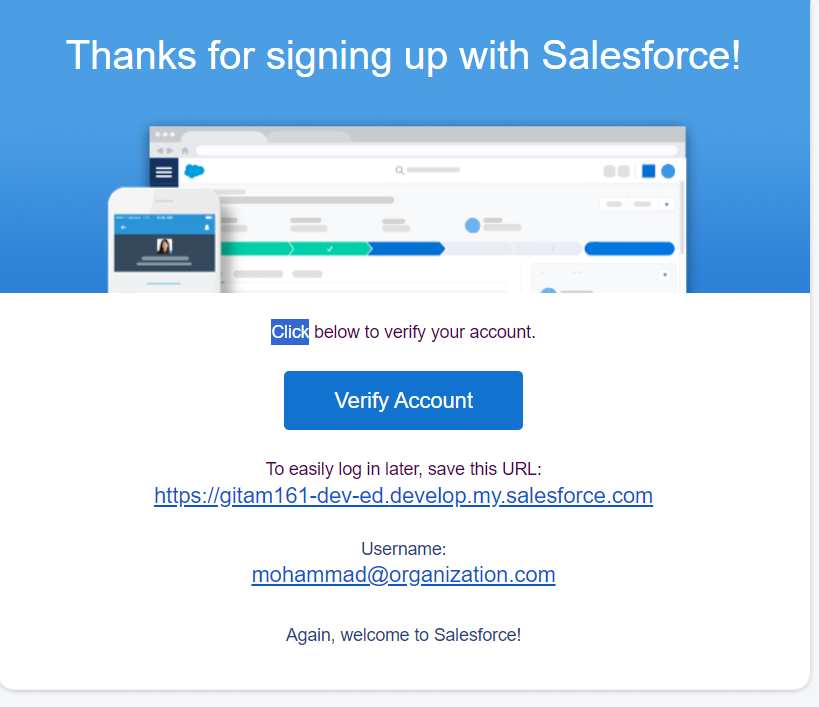 Thanks for signing up with Salesforce!
Click below to verify your account.
Verify Account
To easily log in later, save this URL:
https://gitam161-dev-ed.develop.my.salesforce.com
Username:
mohammad@organization.com
Again, welcome to Salesforce!